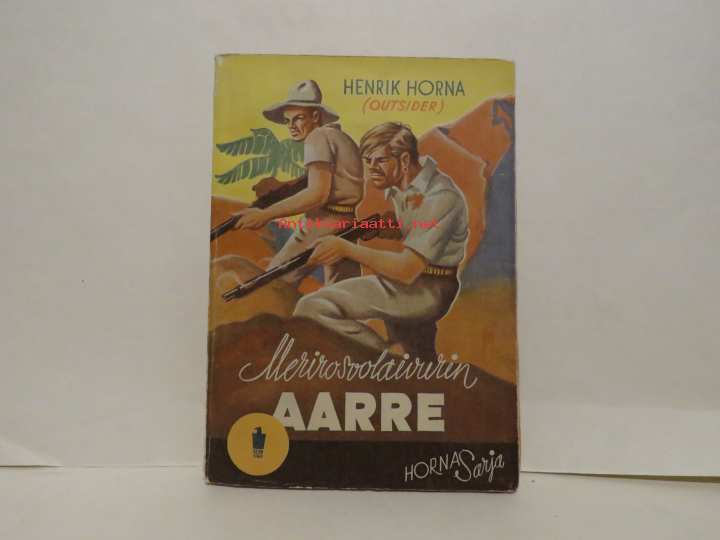 HENRIK HORNA
(OUTSIDER)
Antikvariaatti.net
Merirosvolaivurin
AARRE
HORNA Sarja